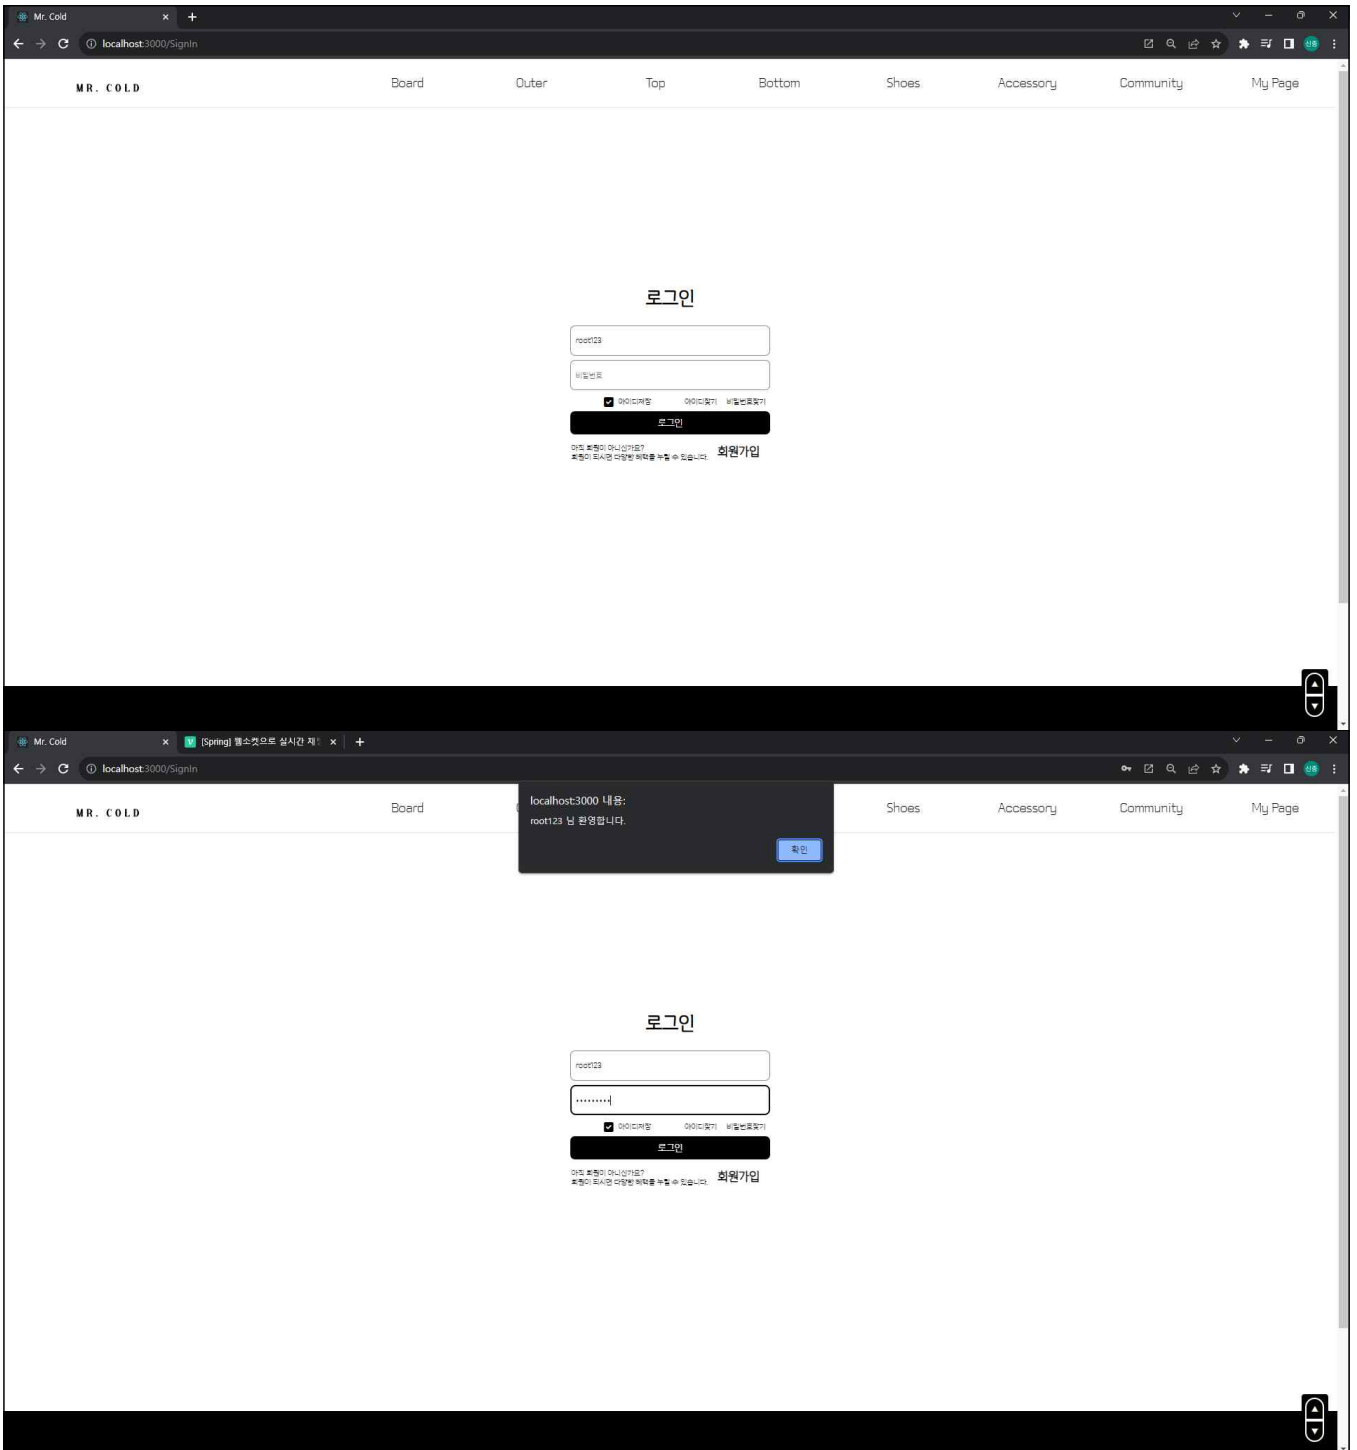 Mr. Cold
localhost:3000/SignIn
신종
MR. COLD
Board
Outer
Top
Bottom
Shoes
Accessory
Community
My Page
로그인
root123
비밀번호
아이디저장
아이디찾기
비밀번호찾기
로그인
아직 회원이 아니신가요?
회원이 되시면 다양한 혜택을 누릴 수 있습니다.
회원가입
Mr. Cold
[Spring] 웹소켓으로 실시간
localhost:3000/SignIn
신종
localhost:3000 내용:
root123 님 환영합니다.
확인
MR. COLD
Board
Shoes
Accessory
Community
My Page
로그인
root123
아이디저장
아이디찾기
비밀번호찾기
로그인
아직 회원이 아니신가요?
회원이 되시면 다양한 혜택을 누릴 수 있습니다.
회원가입